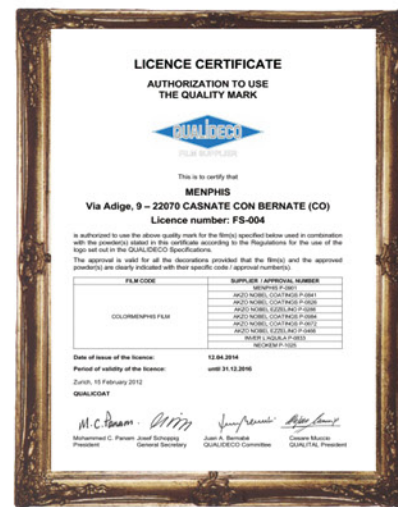 LICENCE CERTIFICATE
AUTHORIZATION TO USE
THE QUALITY MARK
QUALIDECO
FILM SUPPLIER
This is to certify that
MENPHIS
Via Adige, 9 – 22070 CASNATE CON BERNATE (CO)
Licence number: FS-004
is authorized to use the above quality mark for the film(s) specified below used in combination
with the powder(s) stated in this certificate according to the Regulations for the use of the
logo set out in the QUALIDECO Specifications.
The approval is valid for all the decorations provided that the film(s) and the approved
powder(s) are clearly indicated with their specific code / approval number(s).
FILM CODE SUPPLIER / APPROVAL NUMBER
MENPHIS P-0901
AKZO NOBEL COATINGS P-0841
AKZO NOBEL COATINGS P-0526
AKZO NOBEL EZZELINO P-0286
COLORMENPHIS FILM AKZO NOBEL COATINGS P-0084
AKZO NOBEL COATINGS P-0672
AKZO NOBEL EZZELINO P-0466
INVER L'AQUILA P-0833
NEOKEM P-1025
Date of issue of the licence: 12.04.2014
Period of validity of the licence: until 31.12.2016
Zurich, 15 February 2012
QUALICOAT
M.C. Panam
Mohammed C. Panam Josef Schoppig Juan A. Bernabé Cesare Muccio
President General Secretary QUALIDECO Committee QUALITAL President